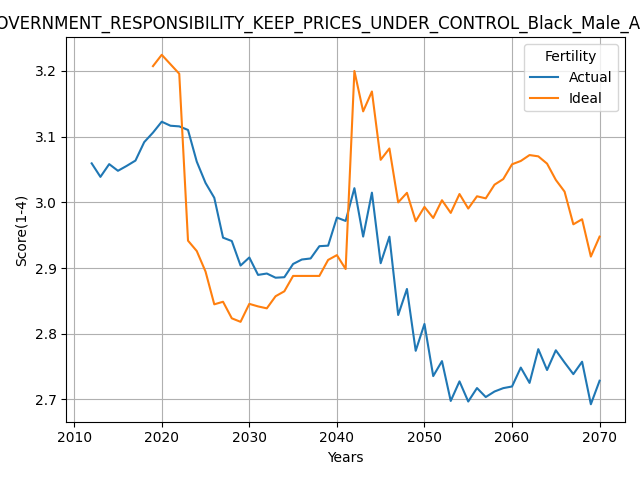 OVERNMENT_RESPONSIBILITY_KEEP_PRICES_UNDER_CONTROL_Black_Male_A
Fertility
Actual
Ideal
3.2
3.1
3.0
2.9
2.8
2.7
Score(1-4)
2010 2020 2030 2040 2050 2060 2070
Years